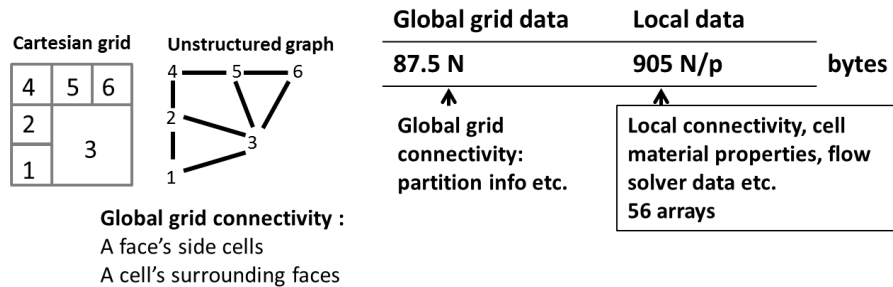 Cartesian grid
4 5 6
2
3
1
Unstructured graph
4 5 6
2
3
1
Global grid connectivity :
A face's side cells
A cell's surrounding faces
Global grid data Local data
87.5 N 905 N/p bytes
Global grid
connectivity:
partition info etc.
Local connectivity, cell
material properties, flow
solver data etc.
56 arrays